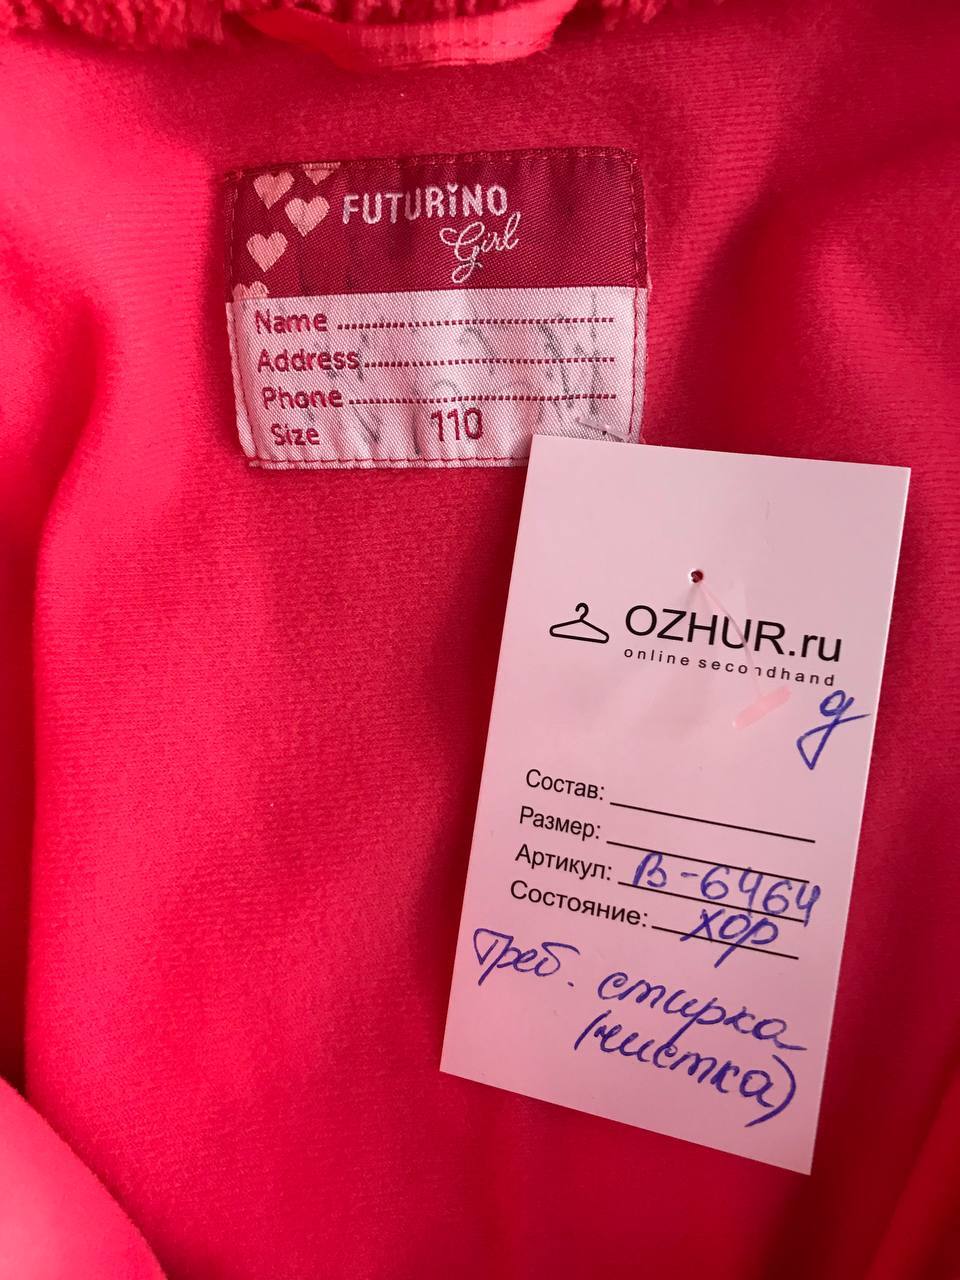 FUTURiNO
Girl
Name
Address
Phone
Size 110
OZHUR.ru
online secondhand
g
Состав:
Размер:
Артикул: В-6464
Состояние: хор
Треб. стирка
(чистка)